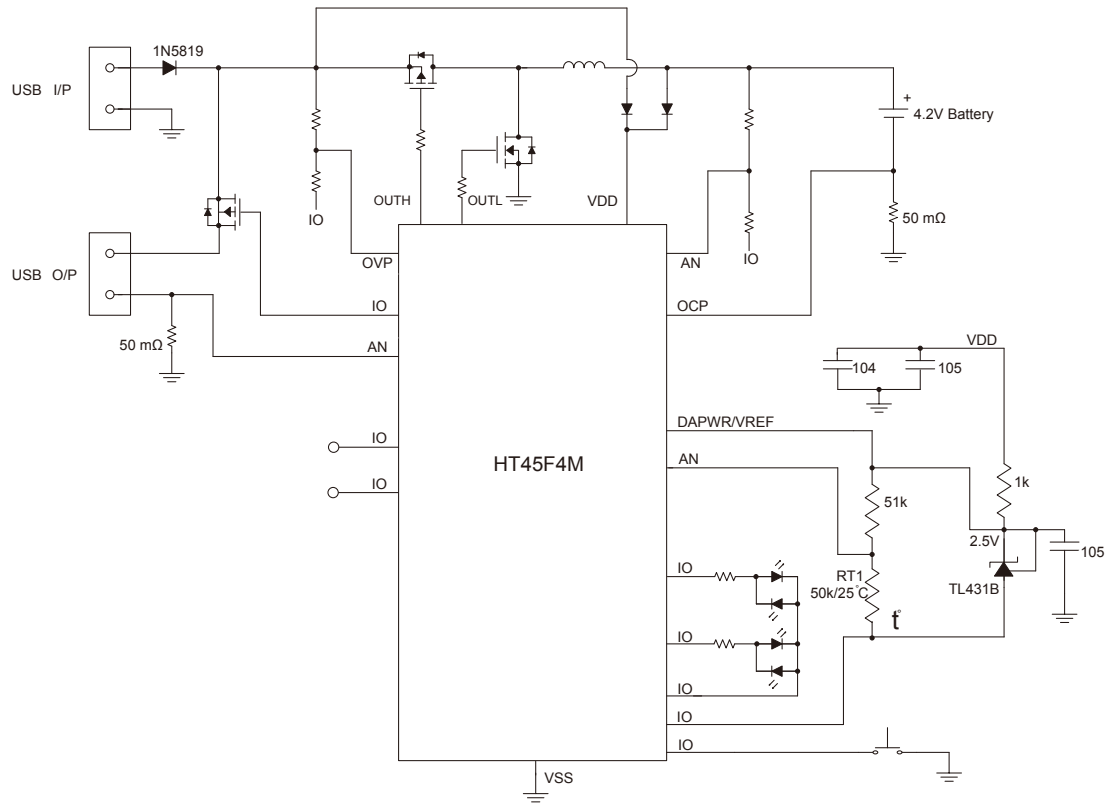 1N5819
USB I/P
+
4.2V Battery
OUTH
OUTL
VDD
IO
50 mΩ
IO
OVP
AN
USB O/P
IO
OCP
50 mΩ
AN
VDD
104
105
IO
DAPWR/VREF
HT45F4M
AN
IO
51k
1k
2.5V
105
IO
RT1
50k/25°C
TL431B
t°
IO
IO
IO
IO
VSS